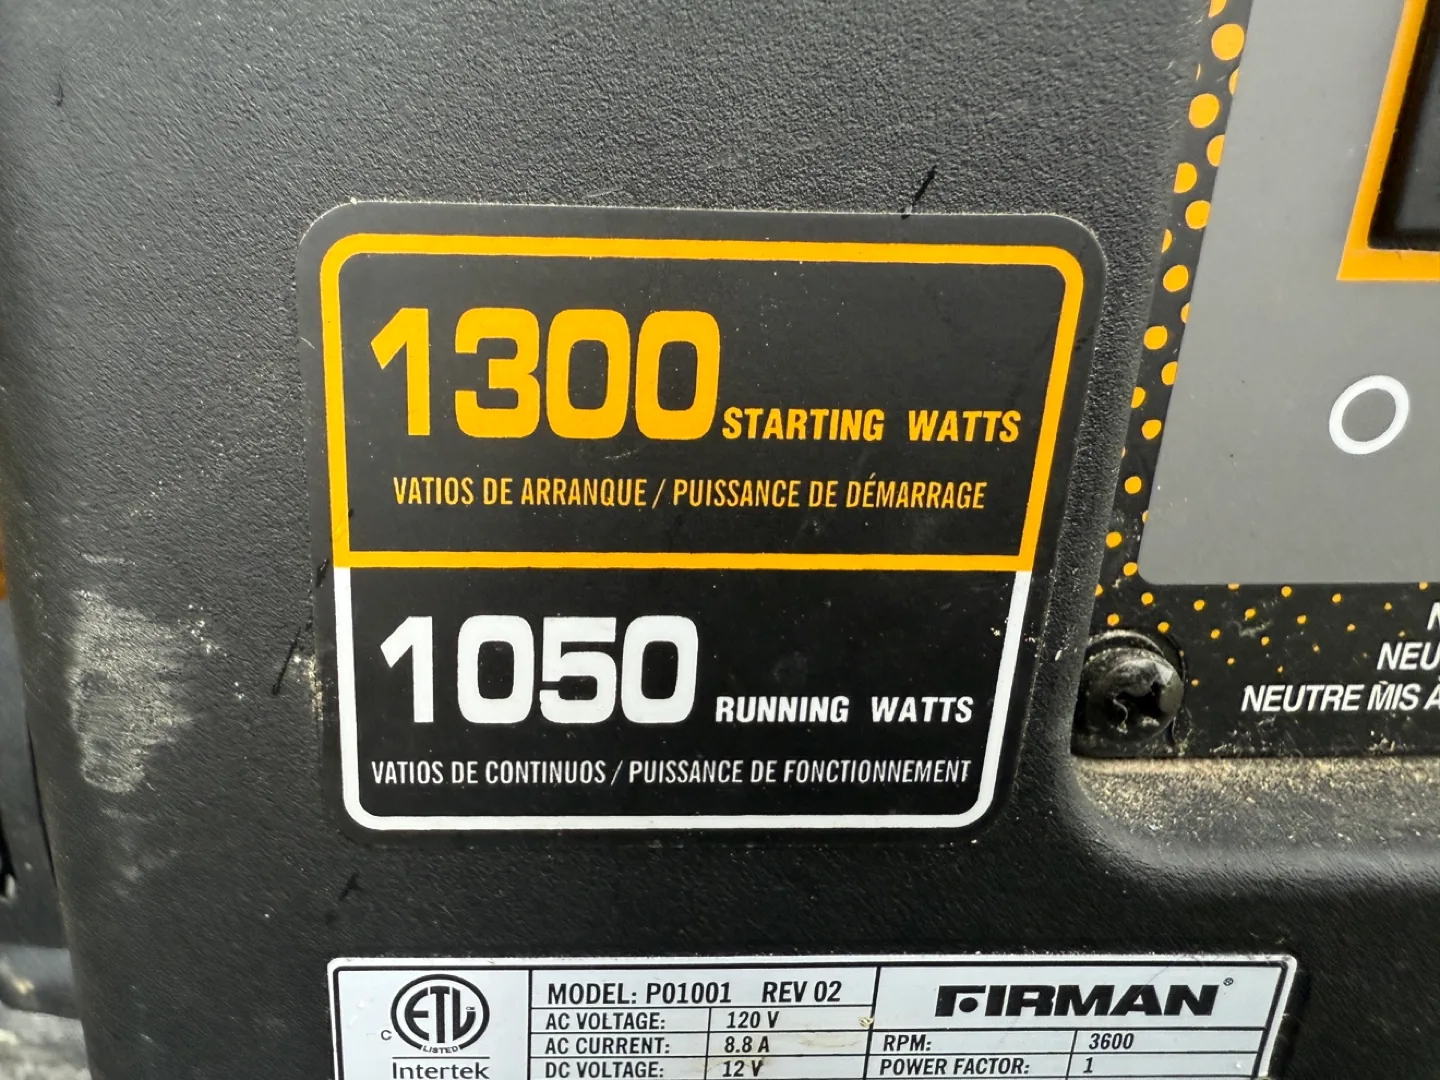 1300 STARTING WATTS
VATIOS DE ARRANQUE / PUISSANCE DE DÉMARRAGE
1050 RUNNING WATTS
VATIOS DE CONTINUOS / PUISSANCE DE FONCTIONNEMENT
NEUTRE MIS À
ETL
LISTED
C
Intertek
MODEL: P01001 REV 02
AC VOLTAGE: 120 V
AC CURRENT: 8.8 A
DC VOLTAGE: 12 V
FIRMAN®
RPM: 3600
POWER FACTOR: 1